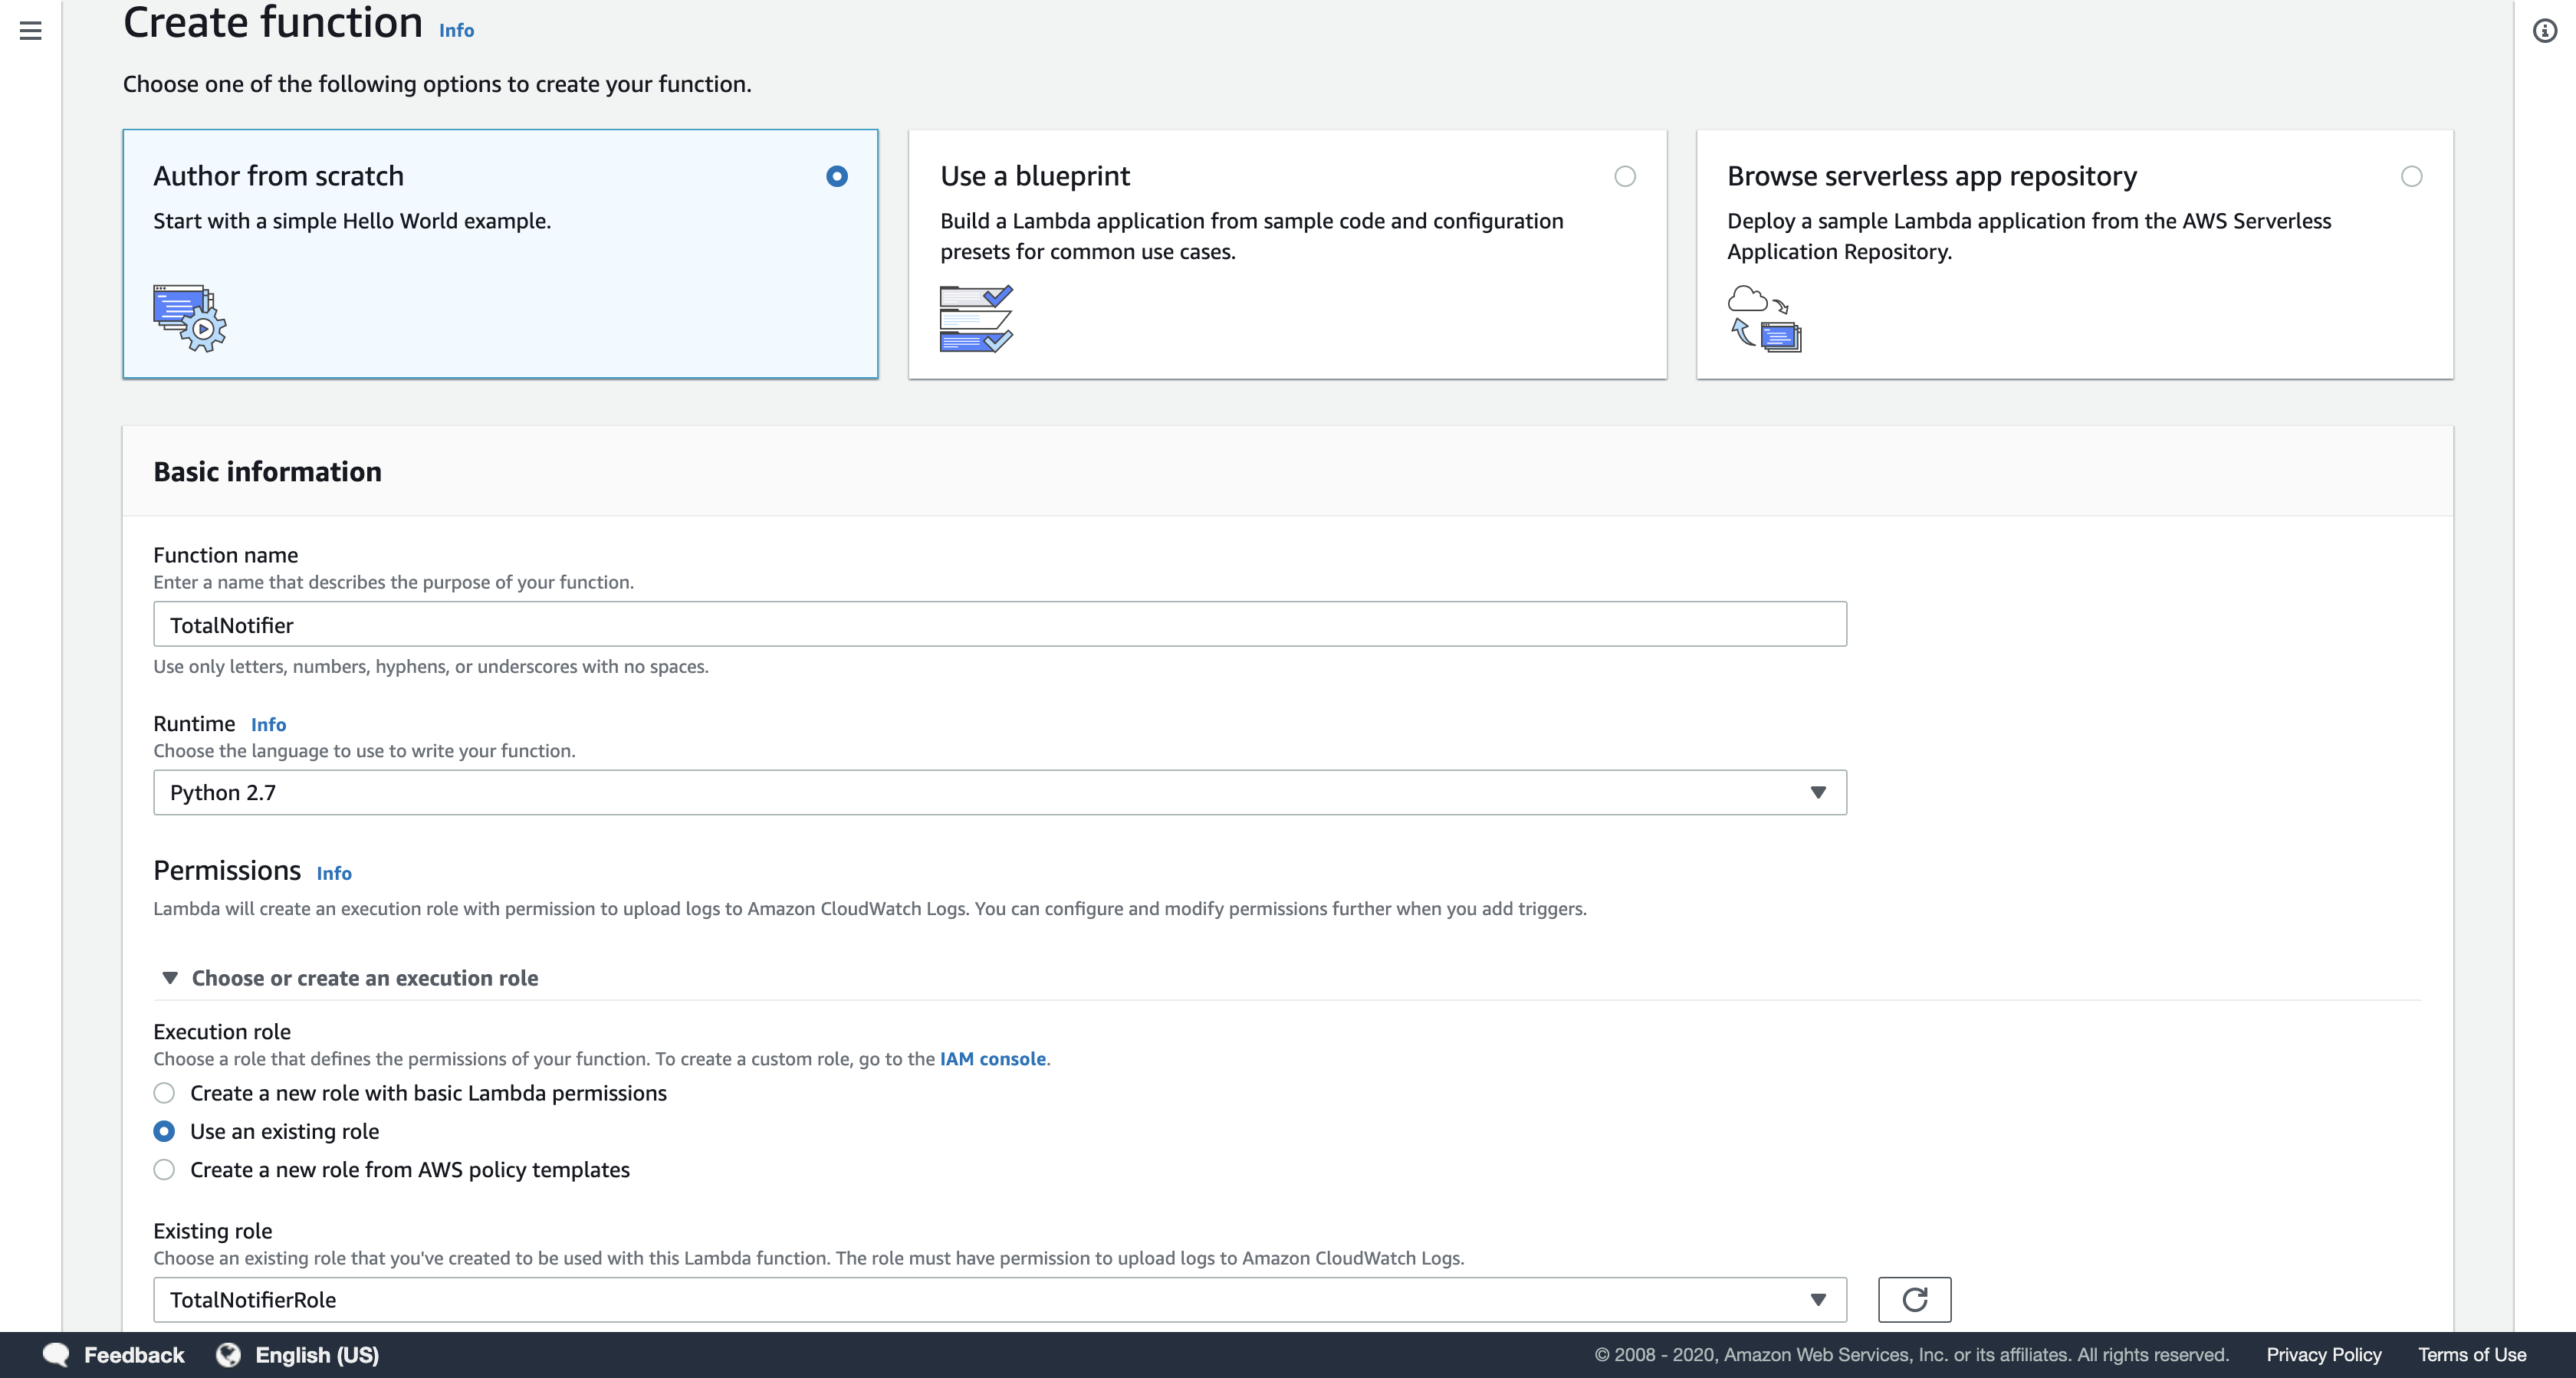 Create function Info
Choose one of the following options to create your function.
Author from scratch
Start with a simple Hello World example.
Use a blueprint
Build a Lambda application from sample code and configuration
presets for common use cases.
Browse serverless app repository
Deploy a sample Lambda application from the AWS Serverless
Application Repository.
Basic information
Function name
Enter a name that describes the purpose of your function.
TotalNotifier
Use only letters, numbers, hyphens, or underscores with no spaces.
Runtime Info
Choose the language to use to write your function.
Python 2.7
Permissions Info
Lambda will create an execution role with permission to upload logs to Amazon CloudWatch Logs. You can configure and modify permissions further when you add triggers.
Choose or create an execution role
Execution role
Choose a role that defines the permissions of your function. To create a custom role, go to the IAM console.
Create a new role with basic Lambda permissions
Use an existing role
Create a new role from AWS policy templates
Existing role
Choose an existing role that you've created to be used with this Lambda function. The role must have permission to upload logs to Amazon CloudWatch Logs.
TotalNotifierRole
Feedback English (US) © 2008 - 2020, Amazon Web Services, Inc. or its affiliates. All rights reserved. Privacy Policy Terms of Use